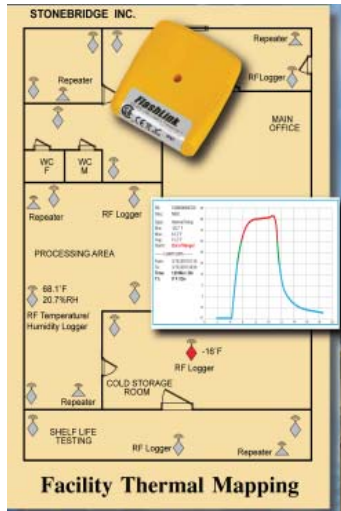 STONEBRIDGE INC.
Repeater
Repeater
RF Logger
FlashLink
MAIN
OFFICE
WC
F
WC
M
Repeater
RF Logger
PROCESSING AREA
68.1°F
20.7%RH
RF Temperature/
Humidity Logger
-16°F
RF Logger
COLD STORAGE
ROOM
Repeater
SHELF LIFE
TESTING
RF Logger
Repeater
Facility Thermal Mapping